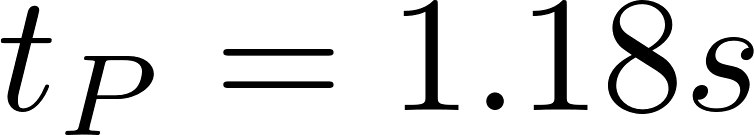 t_P = 1.18s